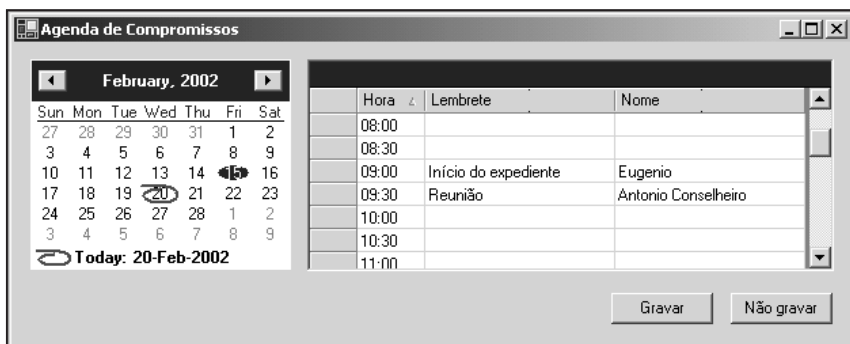 Agenda de Compromissos
February, 2002
Sun Mon Tue Wed Thu Fri Sat
27 28 29 30 31 1 2
3 4 5 6 7 8 9
10 11 12 13 14 15 16
17 18 19 20 21 22 23
24 25 26 27 28 1 2
3 4 5 6 7 8 9
Today: 20-Feb-2002
Hora Lembrete Nome
08:00
08:30
09:00 Início do expediente Eugenio
09:30 Reunião Antonio Conselheiro
10:00
10:30
11:00
Gravar Não gravar